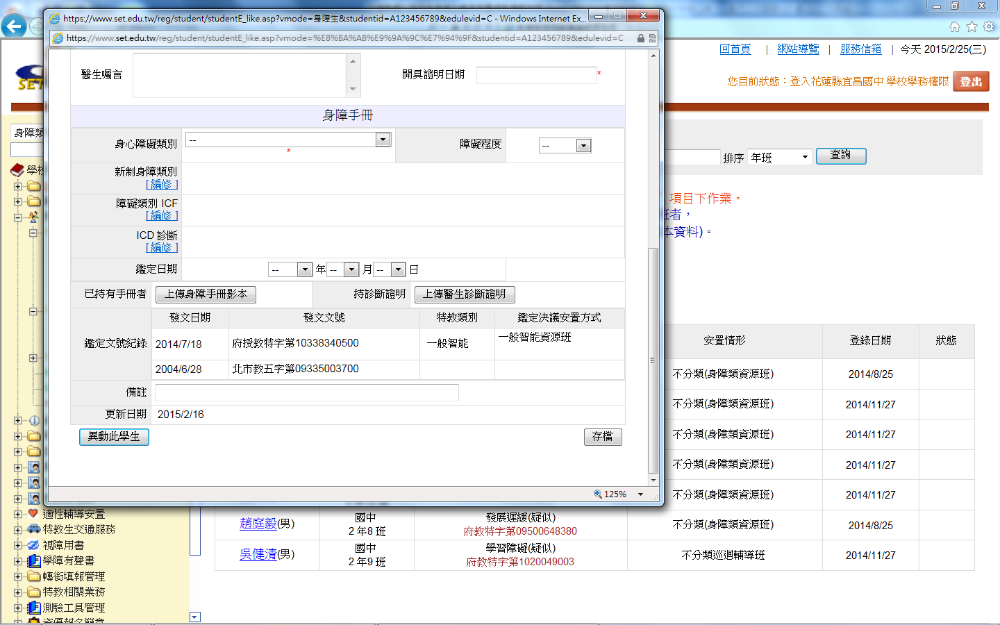 https://www.set.edu.tw/reg/student/studentE_like.asp?vmode=身障生&studentid=A123456789&edulevid=C - Windows Internet Ex...
https://www.set.edu.tw/reg/student/studentE_like.asp?vmode=%E8%BA%AB%E9%9A%9C%E7%94%9F&studentid=A123456789&edulevid=C
回首頁 | 網站導覽 | 服務信箱 | 今天 2015/2/25(三)
您目前狀態：登入花蓮縣宜昌國中 學校學務權限 登出
醫生囑言
開具證明日期 *
身障手冊
身心障礙類別 -- *
障礙程度 --
新制身障類別
[ 編修 ]
障礙類別 ICF
[ 編修 ]
ICD 診斷
[ 編修 ]
鑑定日期 -- 年 -- 月 -- 日
已持有手冊者 上傳身障手冊影本 持診斷證明 上傳醫生診斷證明
鑑定文號紀錄
發文日期 發文文號 特教類別 鑑定決議安置方式
2014/7/18 府授教特字第10338340500 一般智能 一般智能資源班
2004/6/28 北市教五字第09335003700
備註
更新日期 2015/2/16
異動此學生 存檔
125%
SET
身障類
學校
排序 年班 查詢
項目下作業。
任者，
本資料)。
安置情形 登錄日期 狀態
不分類(身障類資源班) 2014/8/25
不分類(身障類資源班) 2014/11/27
不分類(身障類資源班) 2014/11/27
不分類(身障類資源班) 2014/11/27
不分類(身障類資源班) 2014/11/27
趙庭毅(男) 國中 2 年8 班 發展遲緩(疑似) 府教特字第09500648380 不分類(身障類資源班) 2014/8/25
吳健清(男) 國中 2 年9 班 學習障礙(疑似) 府教特字第1020049003 不分類巡迴輔導班 2014/11/27
適性輔導安置
特教生交通服務
視障用書
學障有聲書
轉銜填報管理
特教相關業務
測驗工具管理
資優報名簡章